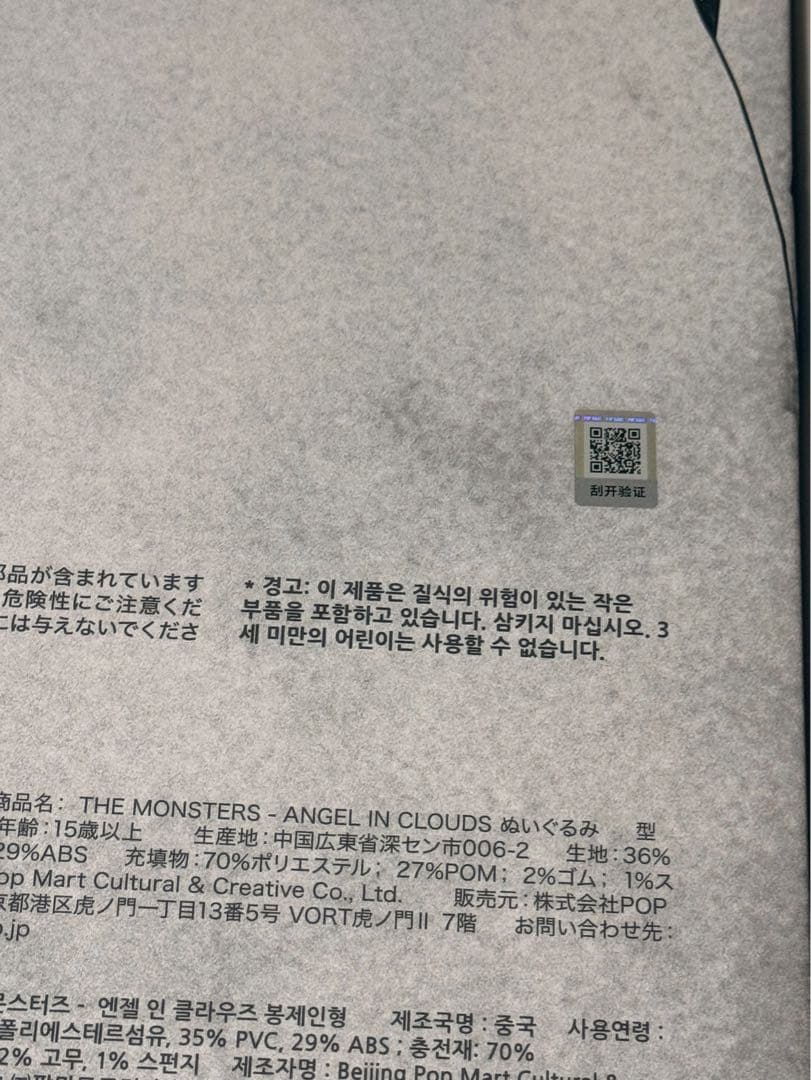 刮开验证
部品が含まれています
危険性にご注意くだ
には与えないでくださ
* 경고: 이 제품은 질식의 위험이 있는 작은
부품을 포함하고 있습니다. 삼키지 마십시오. 3
세 미만의 어린이는 사용할 수 없습니다.
商品名: THE MONSTERS - ANGEL IN CLOUDS ぬいぐるみ 型
年齢:15歳以上 生産地:中国広東省深セン市006-2 生地:36%
29%ABS 充填物:70%ポリエステル; 27%POM; 2%ゴム; 1%ス
Pop Mart Cultural & Creative Co., Ltd. 販売元:株式会社POP
京都港区虎ノ門一丁目13番5号 VORT虎ノ門Ⅱ 7階 お問い合わせ先:
.jp
몬스터즈 - 엔젤 인 클라우즈 봉제인형 제조국명 : 중국 사용연령 :
폴리에스테르섬유, 35% PVC, 29% ABS ; 충전재: 70%
2% 고무, 1% 스펀지 제조자명 : Beijing Pop Mart Cultural &